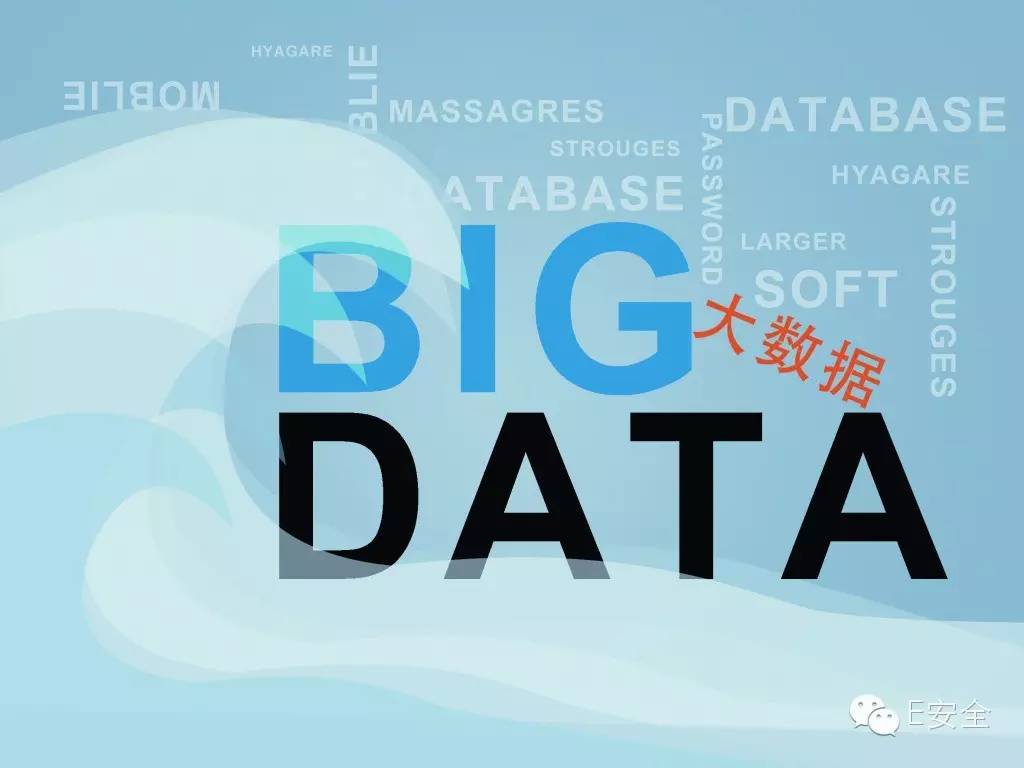 HYAGARE
MOBLIE
BLIE
MASSAGRES
DATABASE
STROUGES
PASSWORD
HYAGARE
ATABASE
STROUGES
LARGER
SOFT
BIG
大数据
DATA
E安全